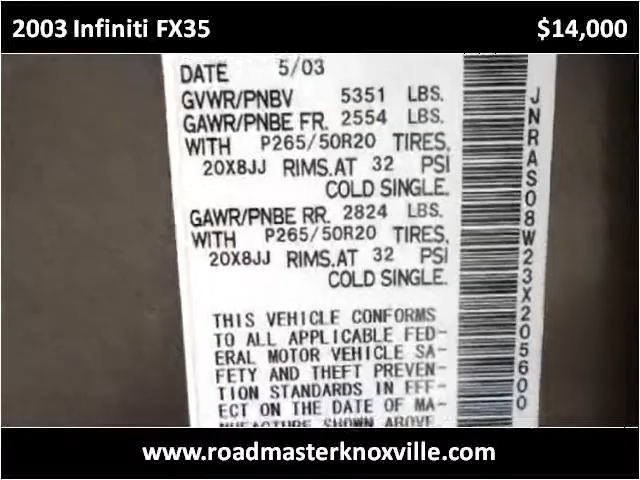 2003 Infiniti FX35
$14,000
DATE 5/03
GVWR/PNBV 5351 LBS.
GAWR/PNBE FR. 2554 LBS.
WITH P265/50R20 TIRES,
20X8JJ RIMS.AT 32 PSI
COLD SINGLE.
GAWR/PNBE RR. 2824 LBS.
WITH P265/50R20 TIRES,
20X8JJ RIMS.AT 32 PSI
COLD SINGLE.
THIS VEHICLE CONFORMS
TO ALL APPLICABLE FED-
ERAL MOTOR VEHICLE SA-
FETY AND THEFT PREVEN-
TION STANDARDS IN EFF-
ECT ON THE DATE OF MA-
NUFACTURE SHOWN ABOVE
JNRAS08W23X205600
www.roadmasterknoxville.com